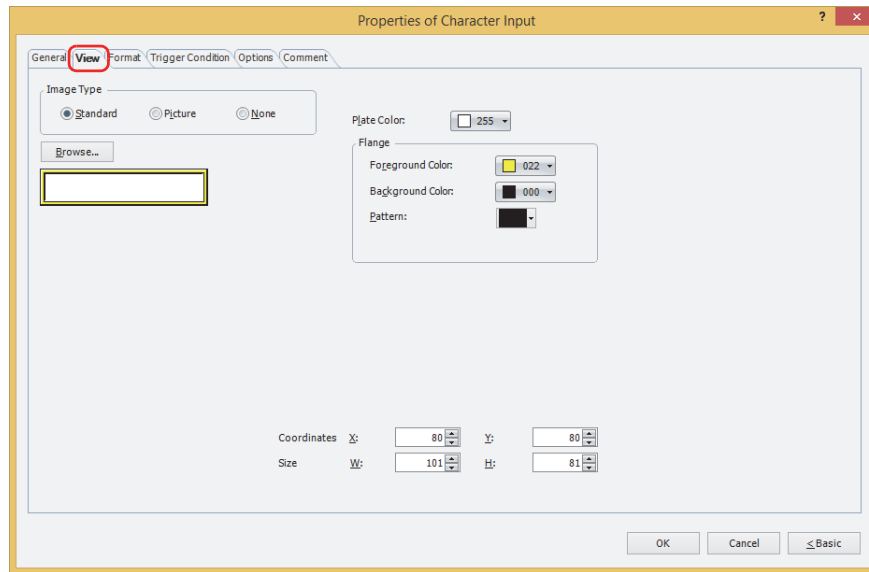 Properties of Character Input
? ×
General View Format Trigger Condition Options Comment
Image Type
Standard Picture None
Browse...
Plate Color: 255
Flange
Foreground Color: 022
Background Color: 000
Pattern:
Coordinates X: 80 Y: 80
Size W: 101 H: 81
OK Cancel < Basic